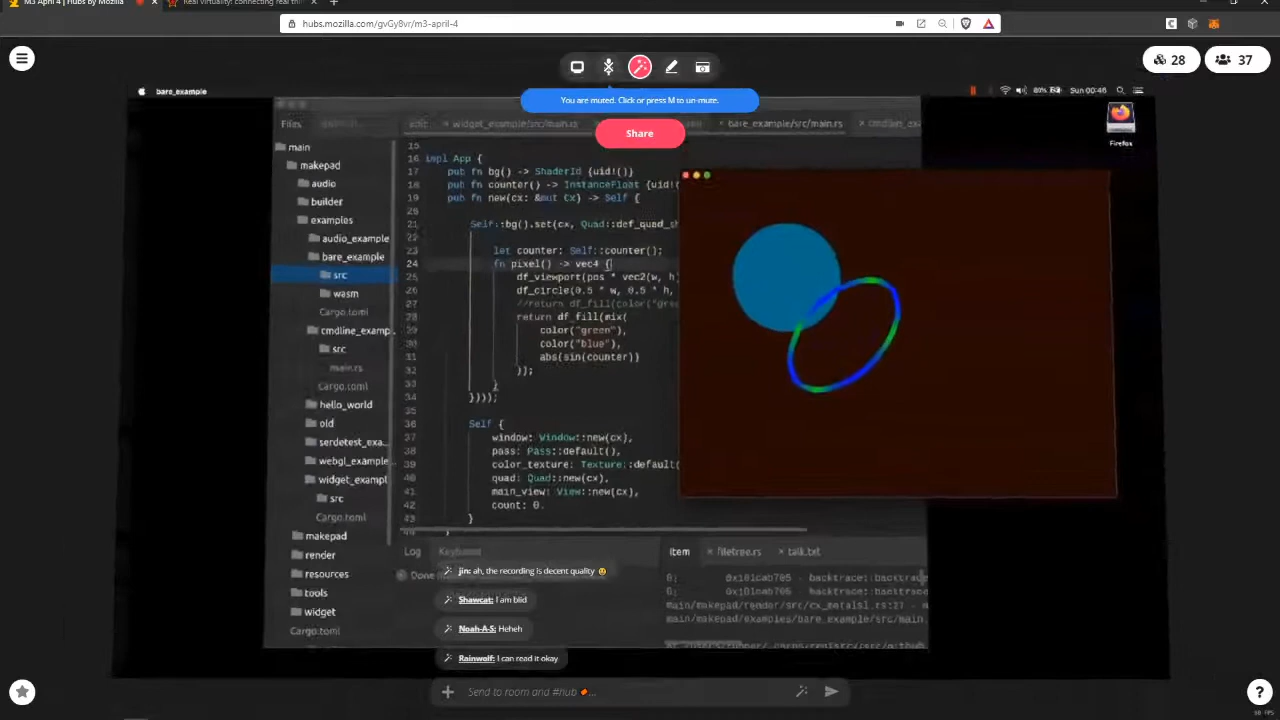 M3 April 4 | Hubs by Mozilla
Real virtuality: connecting real thin
hubs.mozilla.com/gvGy8vr/m3-april-4
28
37
You are muted. Click or press M to un-mute.
Share
bare_example
Sun 00:46
Firefox
Files
widget_example/src/main.rs
bare_example/src/main.rs
cmdline_exa
main
makepad
audio
builder
examples
audio_example
bare_example
src
wasm
Cargo.toml
cmdline_examp
src
main.rs
Cargo.toml
hello_world
old
serdetest_exa...
webgl_example
widget_exampl
src
Cargo.toml
makepad
render
resources
tools
widget
Cargo.toml
15
16 impl App {
17 pub fn bg() -> ShaderId {uid!()}
18 pub fn counter() -> InstanceFloat {uid!(
19 pub fn new(cx: &mut Cx) -> Self {
20
21 Self::bg().set(cx, Quad::def_quad_sh
22
23 let counter: Self::counter();
24 fn pixel() -> vec4 {
25 df_viewport(pos * vec2(w, h)
26 df_circle(0.5 * w, 0.5 * h,
27 //return df_fill(color("gree
28 return df_fill(mix(
29 color("green"),
30 color("blue"),
31 abs(sin(counter))
32 ));
33 }
34 }));
35
36 Self {
37 window: Window::new(cx),
38 pass: Pass::default(),
39 color_texture: Texture::default(
40 quad: Quad::new(cx),
41 main_view: View::new(cx),
42 count: 0.
43 }
Log
Keyboard
Item
filetree.rs
talk.txt
Done
0x101cab705 - backtrace::backtrace
main/makepad/examples/bare_example/src/main.
jin: ah, the recording is decent quality
Shawcat: I am blid
Noah-A-S: Heheh
Rainwolf: I can read it okay
Send to room and #hub ...